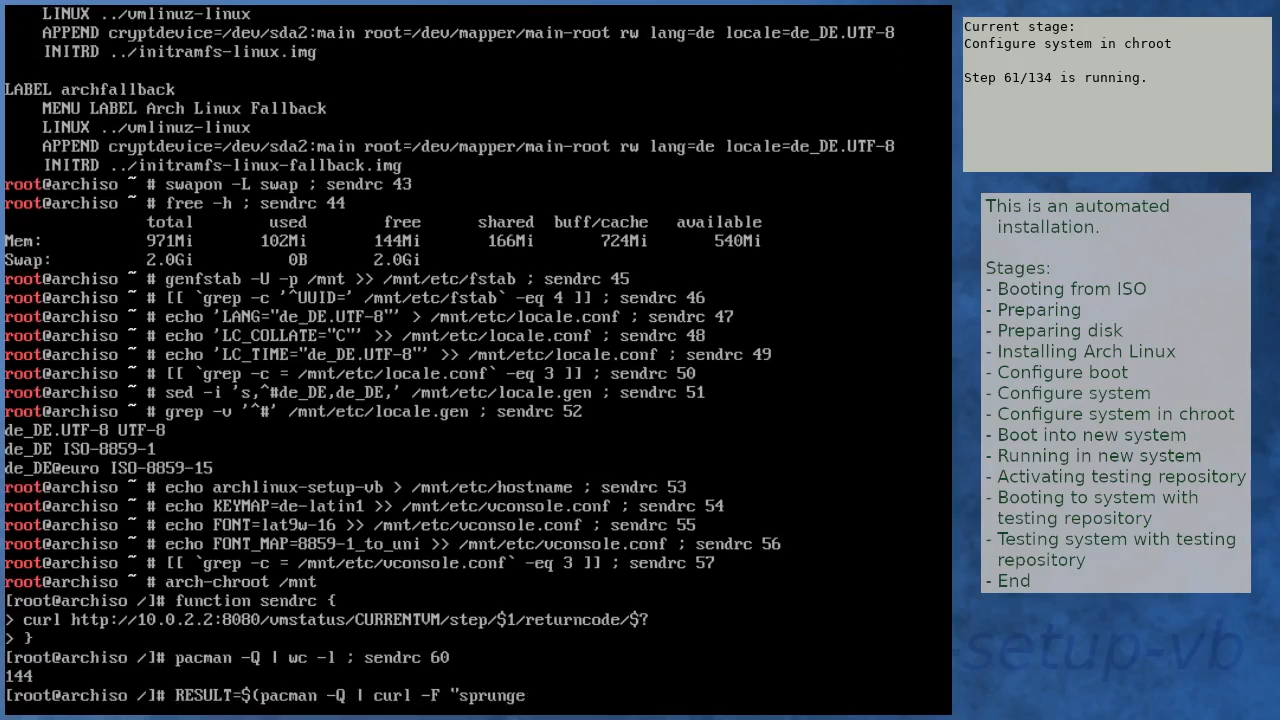 LINUX ../vmlinuz-linux
APPEND cryptdevice=/dev/sda2:main root=/dev/mapper/main-root rw lang=de locale=de_DE.UTF-8
INITRD ../initramfs-linux.img
LABEL archfallback
MENU LABEL Arch Linux Fallback
LINUX ../vmlinuz-linux
APPEND cryptdevice=/dev/sda2:main root=/dev/mapper/main-root rw lang=de locale=de_DE.UTF-8
INITRD ../initramfs-linux-fallback.img
root@archiso ~ # swapon -L swap ; sendrc 43
root@archiso ~ # free -h ; sendrc 44
total used free shared buff/cache available
Mem: 971Mi 102Mi 144Mi 166Mi 724Mi 540Mi
Swap: 2.0Gi 0B 2.0Gi
root@archiso ~ # genfstab -U -p /mnt >> /mnt/etc/fstab ; sendrc 45
root@archiso ~ # [[ `grep -c '^UUID=' /mnt/etc/fstab` -eq 4 ]] ; sendrc 46
root@archiso ~ # echo 'LANG="de_DE.UTF-8"' > /mnt/etc/locale.conf ; sendrc 47
root@archiso ~ # echo 'LC_COLLATE="C"' >> /mnt/etc/locale.conf ; sendrc 48
root@archiso ~ # echo 'LC_TIME="de_DE.UTF-8"' >> /mnt/etc/locale.conf ; sendrc 49
root@archiso ~ # [[ `grep -c = /mnt/etc/locale.conf` -eq 3 ]] ; sendrc 50
root@archiso ~ # sed -i 's,^#de_DE,de_DE,' /mnt/etc/locale.gen ; sendrc 51
root@archiso ~ # grep -v '^#' /mnt/etc/locale.gen ; sendrc 52
de_DE.UTF-8 UTF-8
de_DE ISO-8859-1
de_DE@euro ISO-8859-15
root@archiso ~ # echo archlinux-setup-vb > /mnt/etc/hostname ; sendrc 53
root@archiso ~ # echo KEYMAP=de-latin1 >> /mnt/etc/vconsole.conf ; sendrc 54
root@archiso ~ # echo FONT=lat9w-16 >> /mnt/etc/vconsole.conf ; sendrc 55
root@archiso ~ # echo FONT_MAP=8859-1_to_uni >> /mnt/etc/vconsole.conf ; sendrc 56
root@archiso ~ # [[ `grep -c = /mnt/etc/vconsole.conf` -eq 3 ]] ; sendrc 57
root@archiso ~ # arch-chroot /mnt
[root@archiso /]# function sendrc {
> curl http://10.0.2.2:8080/vmstatus/CURRENTVM/step/$1/returncode/$?
> }
[root@archiso /]# pacman -Q | wc -l ; sendrc 60
144
[root@archiso /]# RESULT=$(pacman -Q | curl -F "sprunge
Current stage:
Configure system in chroot
Step 61/134 is running.
This is an automated
installation.
Stages:
- Booting from ISO
- Preparing
- Preparing disk
- Installing Arch Linux
- Configure boot
- Configure system
- Configure system in chroot
- Boot into new system
- Running in new system
- Activating testing repository
- Booting to system with
testing repository
- Testing system with testing
repository
- End
-setup-vb